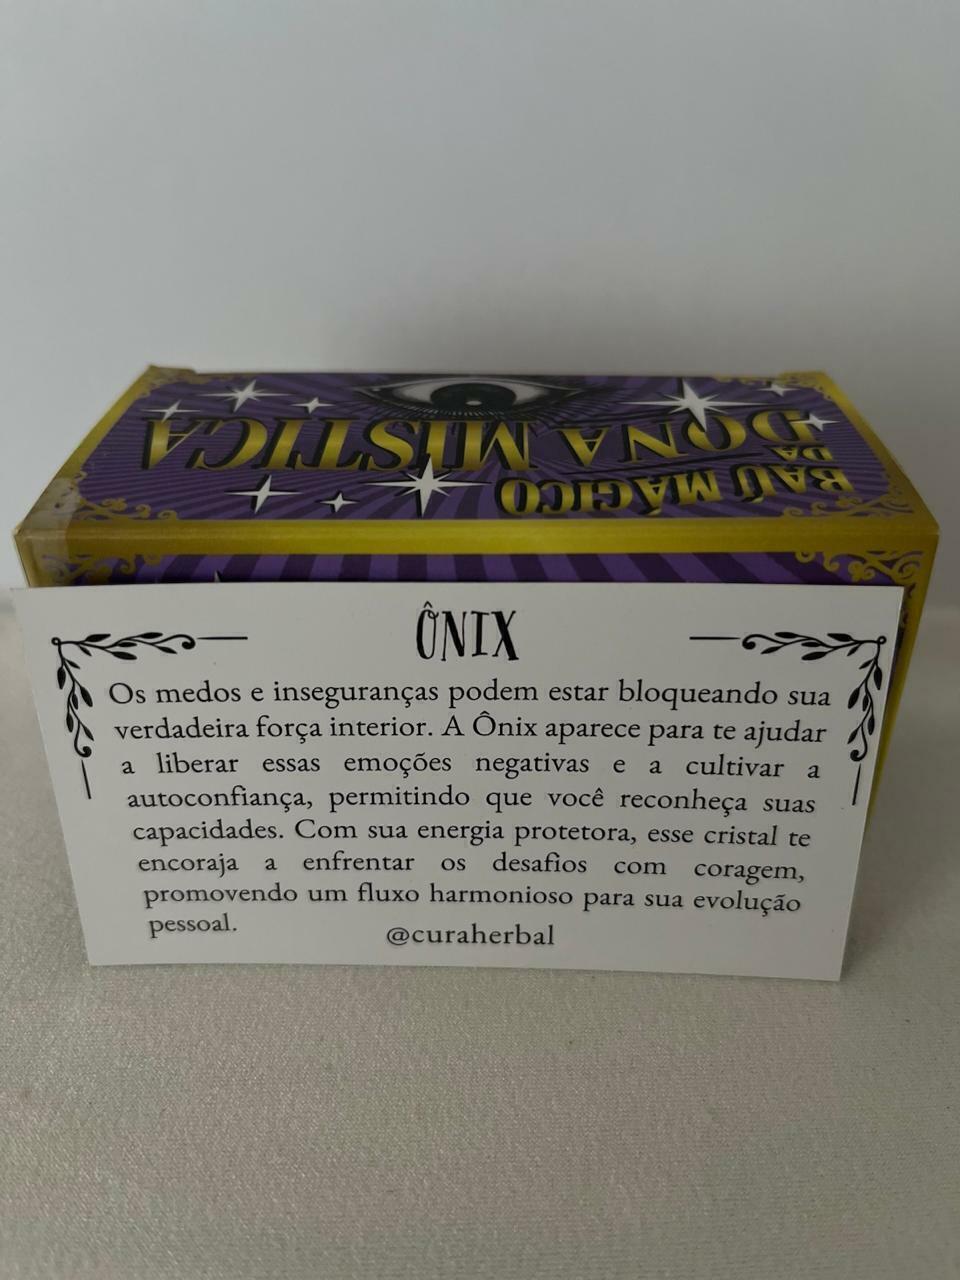 BAÚ MÁGICO
DA
DONA MÍSTICA
ÔNIX
Os medos e inseguranças podem estar bloqueando sua
verdadeira força interior. A Ônix aparece para te ajudar
a liberar essas emoções negativas e a cultivar a
autoconfiança, permitindo que você reconheça suas
capacidades. Com sua energia protetora, esse cristal te
encoraja a enfrentar os desafios com coragem,
promovendo um fluxo harmonioso para sua evolução
pessoal.
@curaherbal